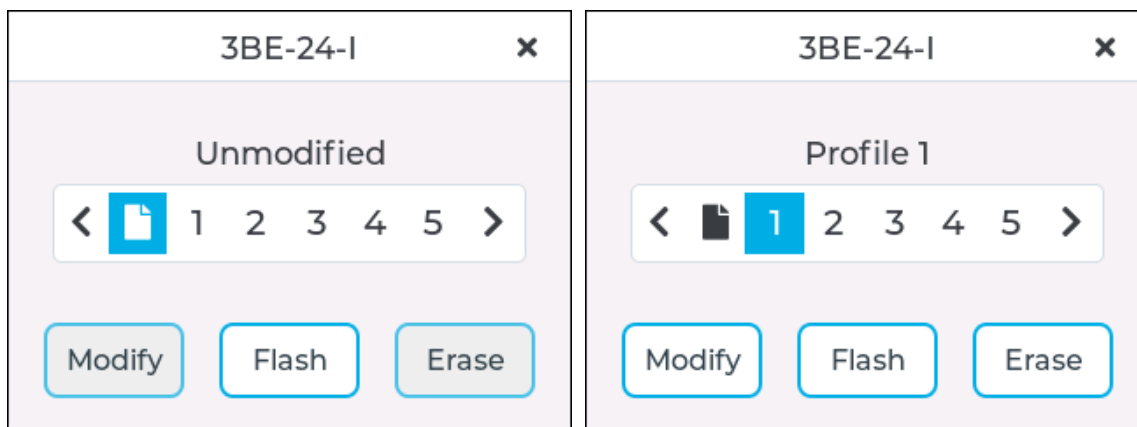 3BE-24-I
Unmodified
1 2 3 4 5
Modify Flash Erase
3BE-24-I
Profile 1
1 2 3 4 5
Modify Flash Erase